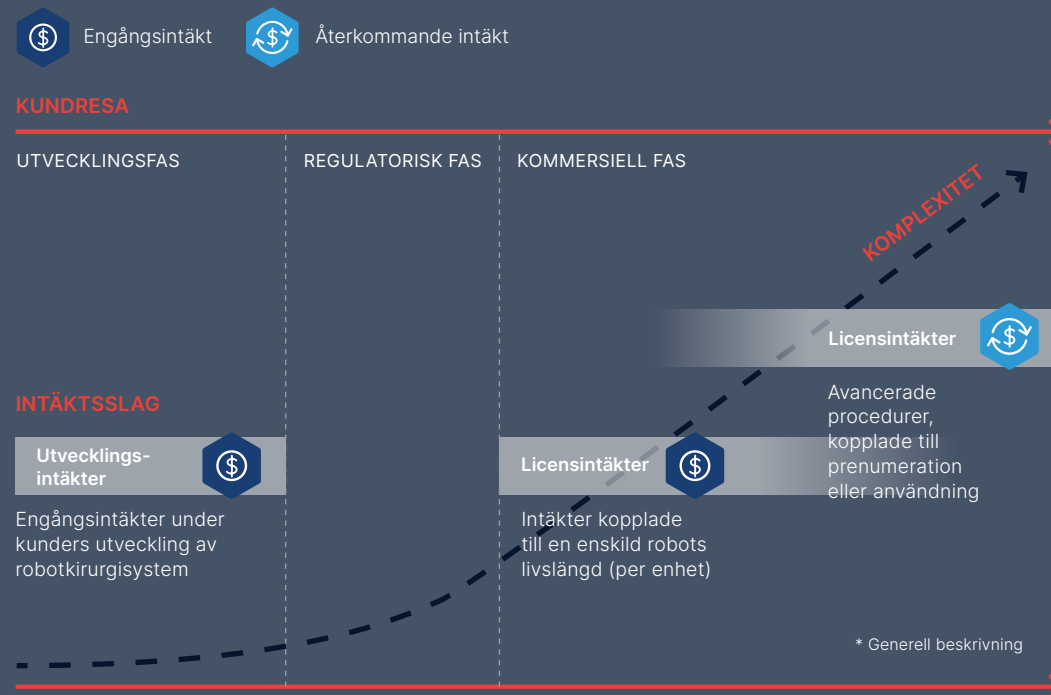 Engångsintäkt
Återkommande intäkt
KUNDRESA
UTVECKLINGSFAS
REGULATORISK FAS
KOMMERSIELL FAS
KOMPLEXITET
Licensintäkter
Avancerade
procedurer,
kopplade till
prenumeration
eller användning
INTÄKTSSLAG
Utvecklings-
intäkter
Engångsintäkter under
kunders utveckling av
robotkirurgisystem
Licensintäkter
Intäkter kopplade
till en enskild robots
livslängd (per enhet)
* Generell beskrivning